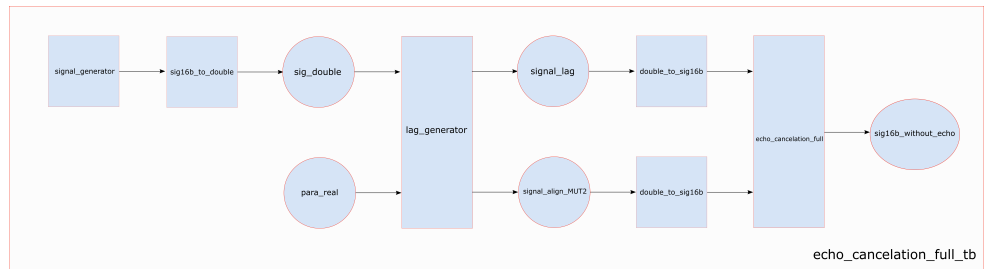 signal_generator
sig16b_to_double
sig_double
lag_generator
signal_lag
double_to_sig16b
echo_cancelation_full
sig16b_without_echo
para_real
signal_align_MUT2
double_to_sig16b
echo_cancelation_full_tb